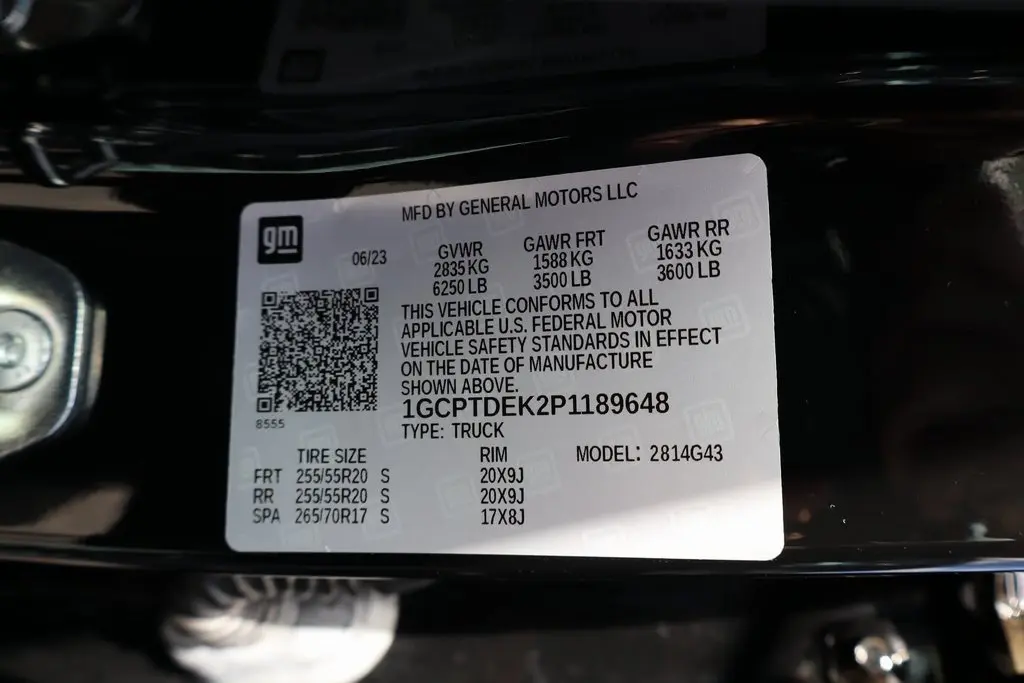 MFD BY GENERAL MOTORS LLC
gm
06/23
GVWR GAWR FRT GAWR RR
2835 KG 1588 KG 1633 KG
6250 LB 3500 LB 3600 LB
THIS VEHICLE CONFORMS TO ALL
APPLICABLE U.S. FEDERAL MOTOR
VEHICLE SAFETY STANDARDS IN EFFECT
ON THE DATE OF MANUFACTURE
SHOWN ABOVE.
1GCPTDEK2P1189648
8555
TYPE: TRUCK
TIRE SIZE RIM MODEL: 2814G43
FRT 255/55R20 S 20X9J
RR 255/55R20 S 20X9J
SPA 265/70R17 S 17X8J